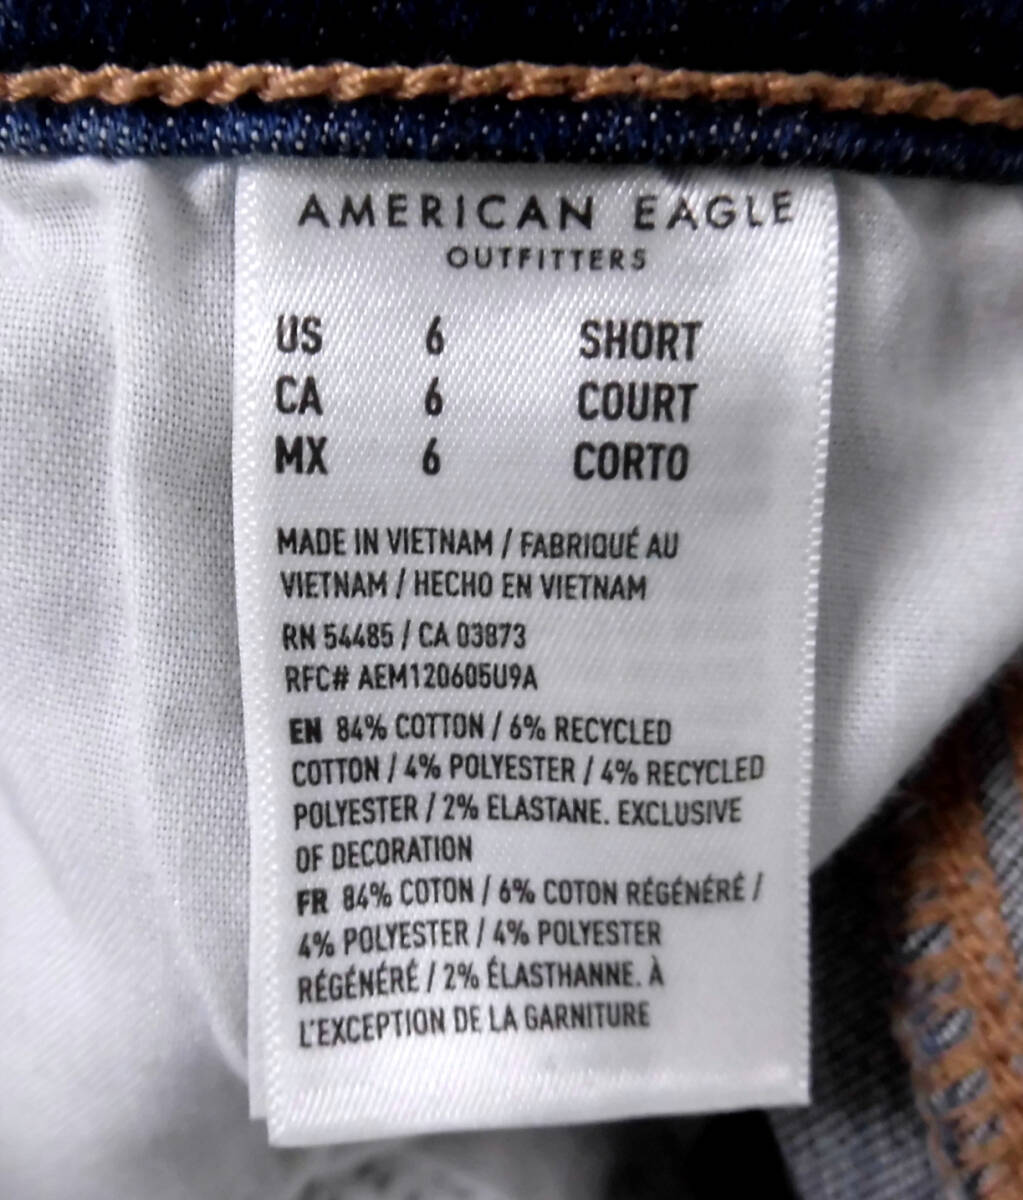 AMERICAN EAGLE
OUTFITTERS
US 6 SHORT
CA 6 COURT
MX 6 CORTO
MADE IN VIETNAM / FABRIQUÉ AU
VIETNAM / HECHO EN VIETNAM
RN 54485 / CA 03873
RFC# AEM120605U9A
EN 84% COTTON / 6% RECYCLED
COTTON / 4% POLYESTER / 4% RECYCLED
POLYESTER / 2% ELASTANE. EXCLUSIVE
OF DECORATION
FR 84% COTON / 6% COTON RÉGÉNÉRÉ /
4% POLYESTER / 4% POLYESTER
RÉGÉNÉRÉ / 2% ÉLASTHANNE. À
L'EXCEPTION DE LA GARNITURE